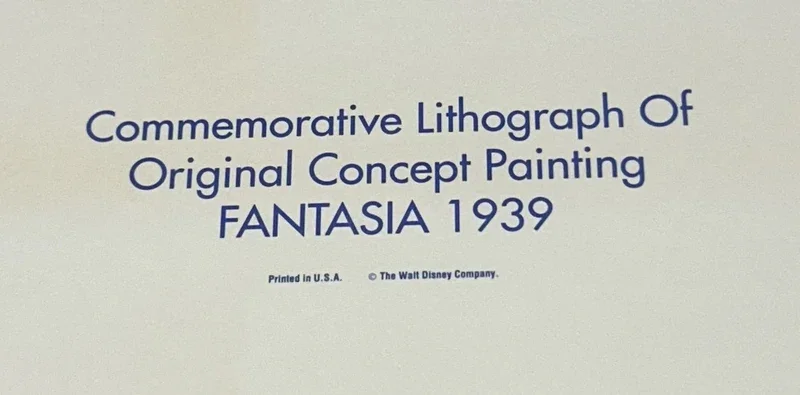 Commemorative Lithograph Of
Original Concept Painting
FANTASIA 1939
Printed in U.S.A. © The Walt Disney Company.